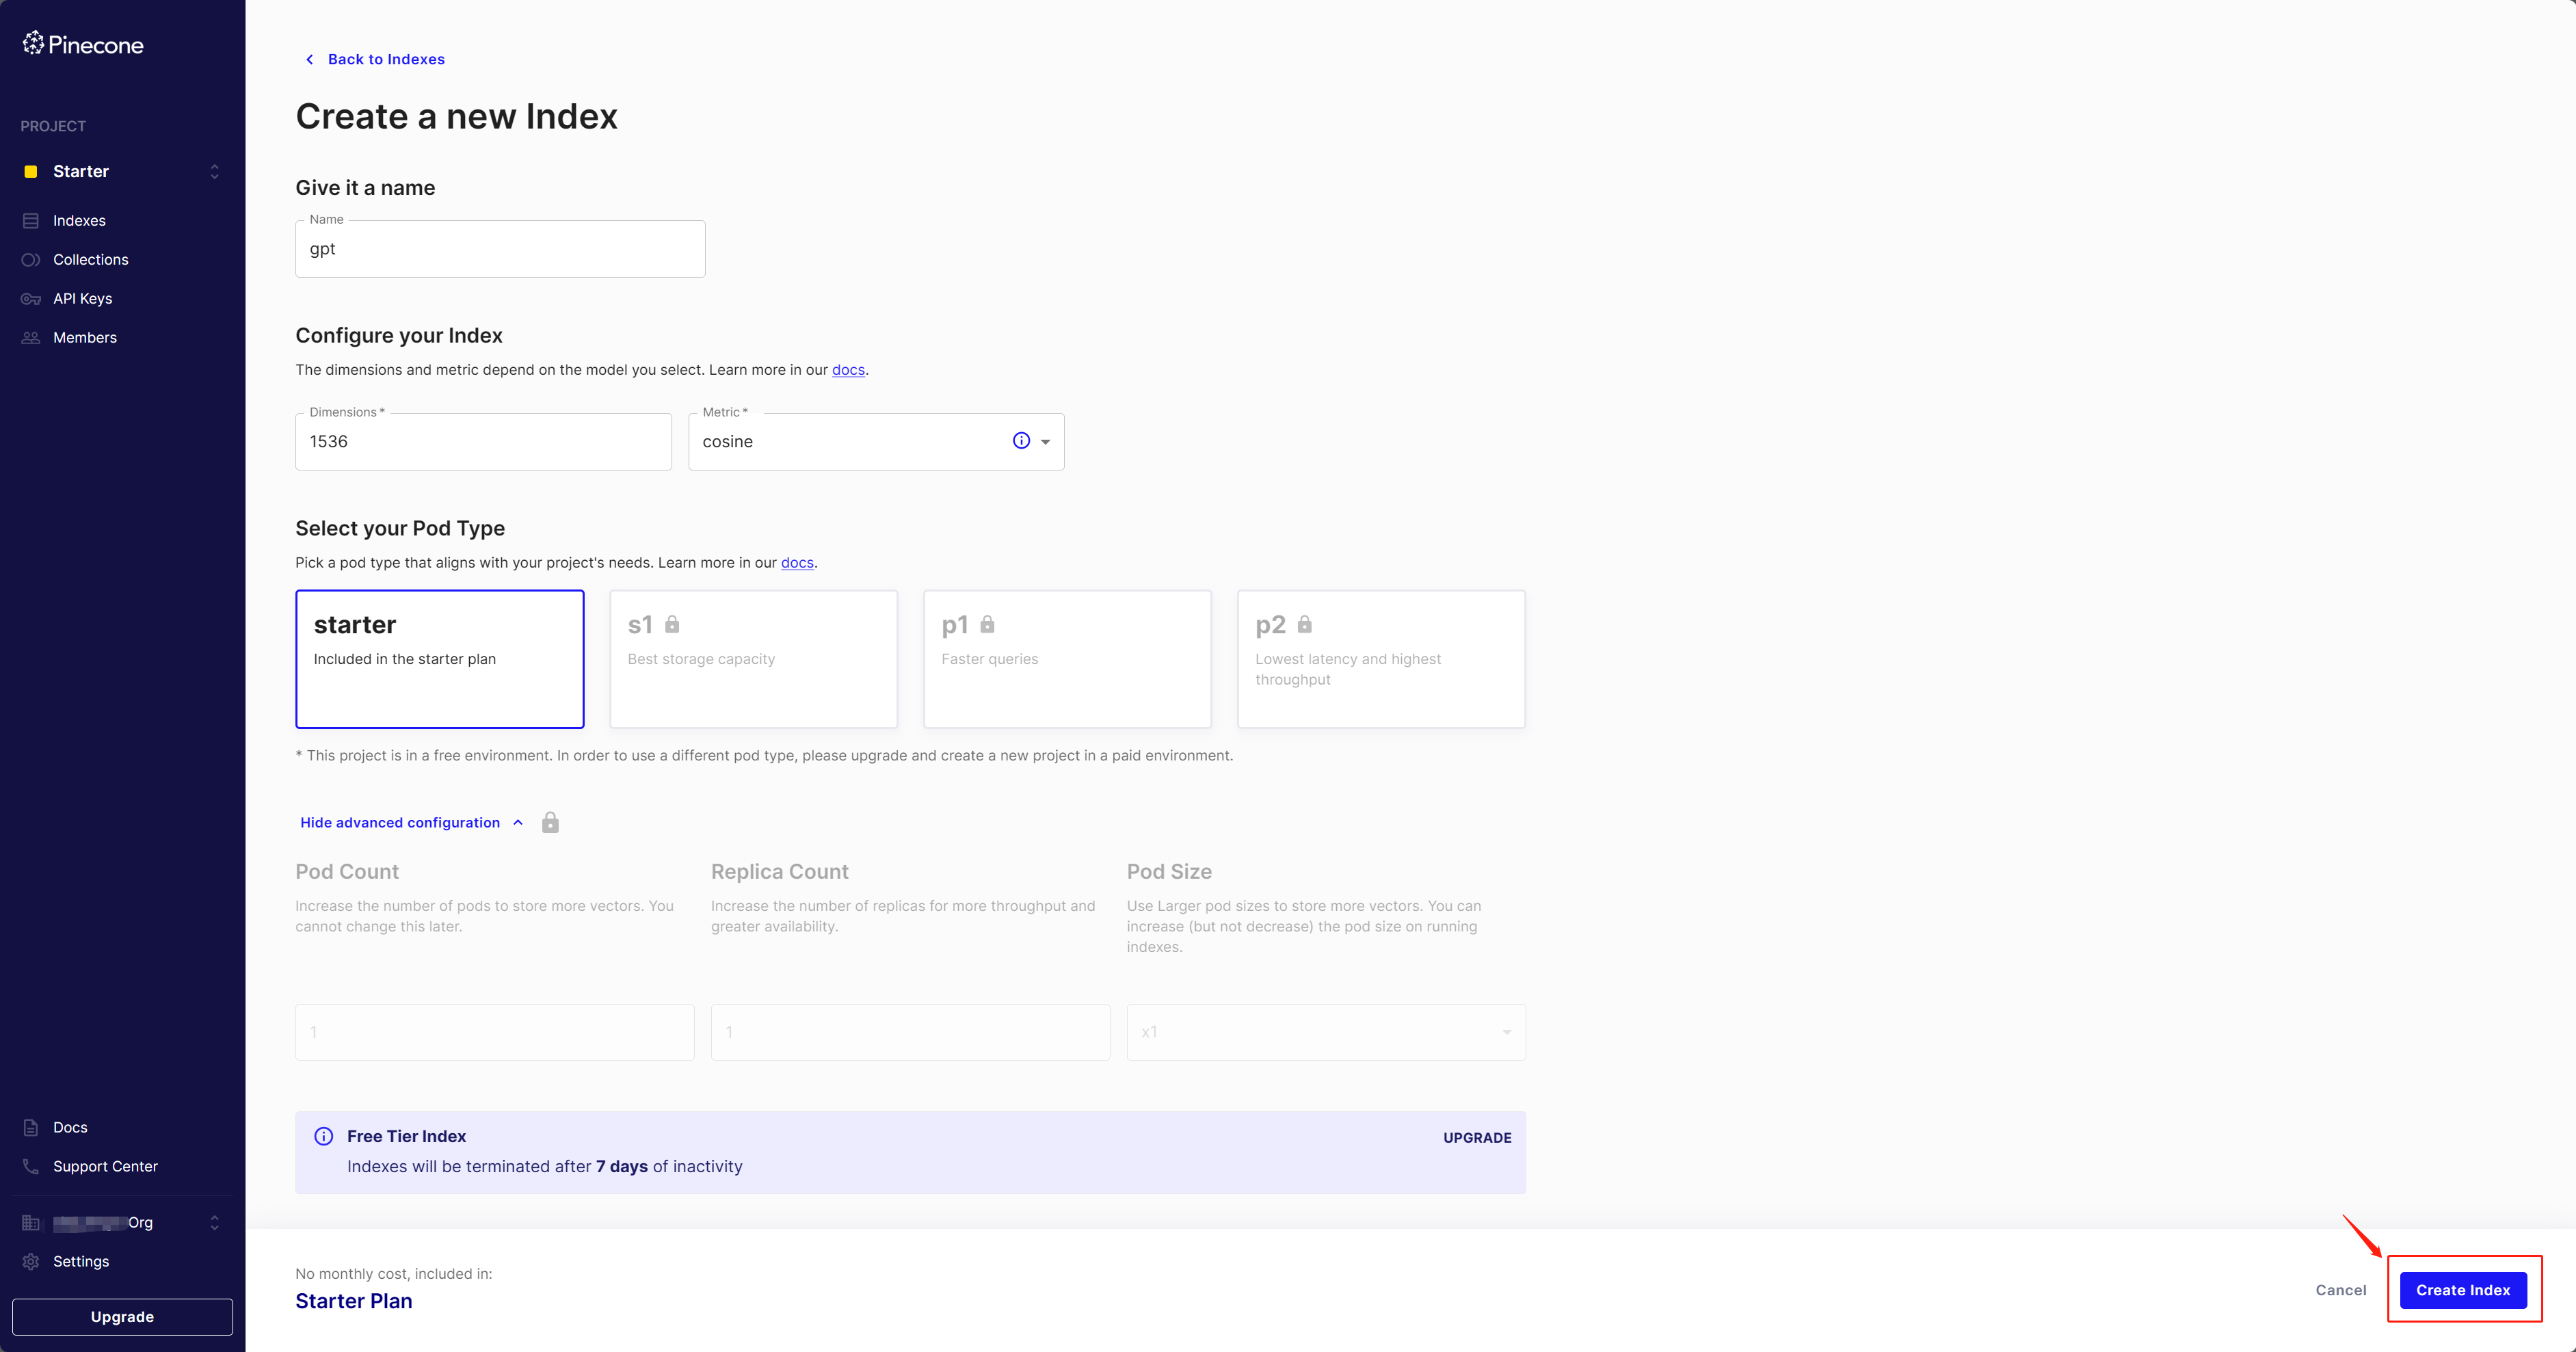 Pinecone
PROJECT
Starter
Indexes
Collections
API Keys
Members
Docs
Support Center
Org
Settings
Upgrade
Back to Indexes
Create a new Index
Give it a name
Name
gpt
Configure your Index
The dimensions and metric depend on the model you select. Learn more in our docs.
Dimensions *
1536
Metric *
cosine
Select your Pod Type
Pick a pod type that aligns with your project's needs. Learn more in our docs.
starter
Included in the starter plan
s1
Best storage capacity
p1
Faster queries
p2
Lowest latency and highest
throughput
* This project is in a free environment. In order to use a different pod type, please upgrade and create a new project in a paid environment.
Hide advanced configuration
Pod Count
Increase the number of pods to store more vectors. You
cannot change this later.
1
Replica Count
Increase the number of replicas for more throughput and
greater availability.
1
Pod Size
Use Larger pod sizes to store more vectors. You can
increase (but not decrease) the pod size on running
indexes.
x1
Free Tier Index
UPGRADE
Indexes will be terminated after 7 days of inactivity
No monthly cost, included in:
Starter Plan
Cancel
Create Index